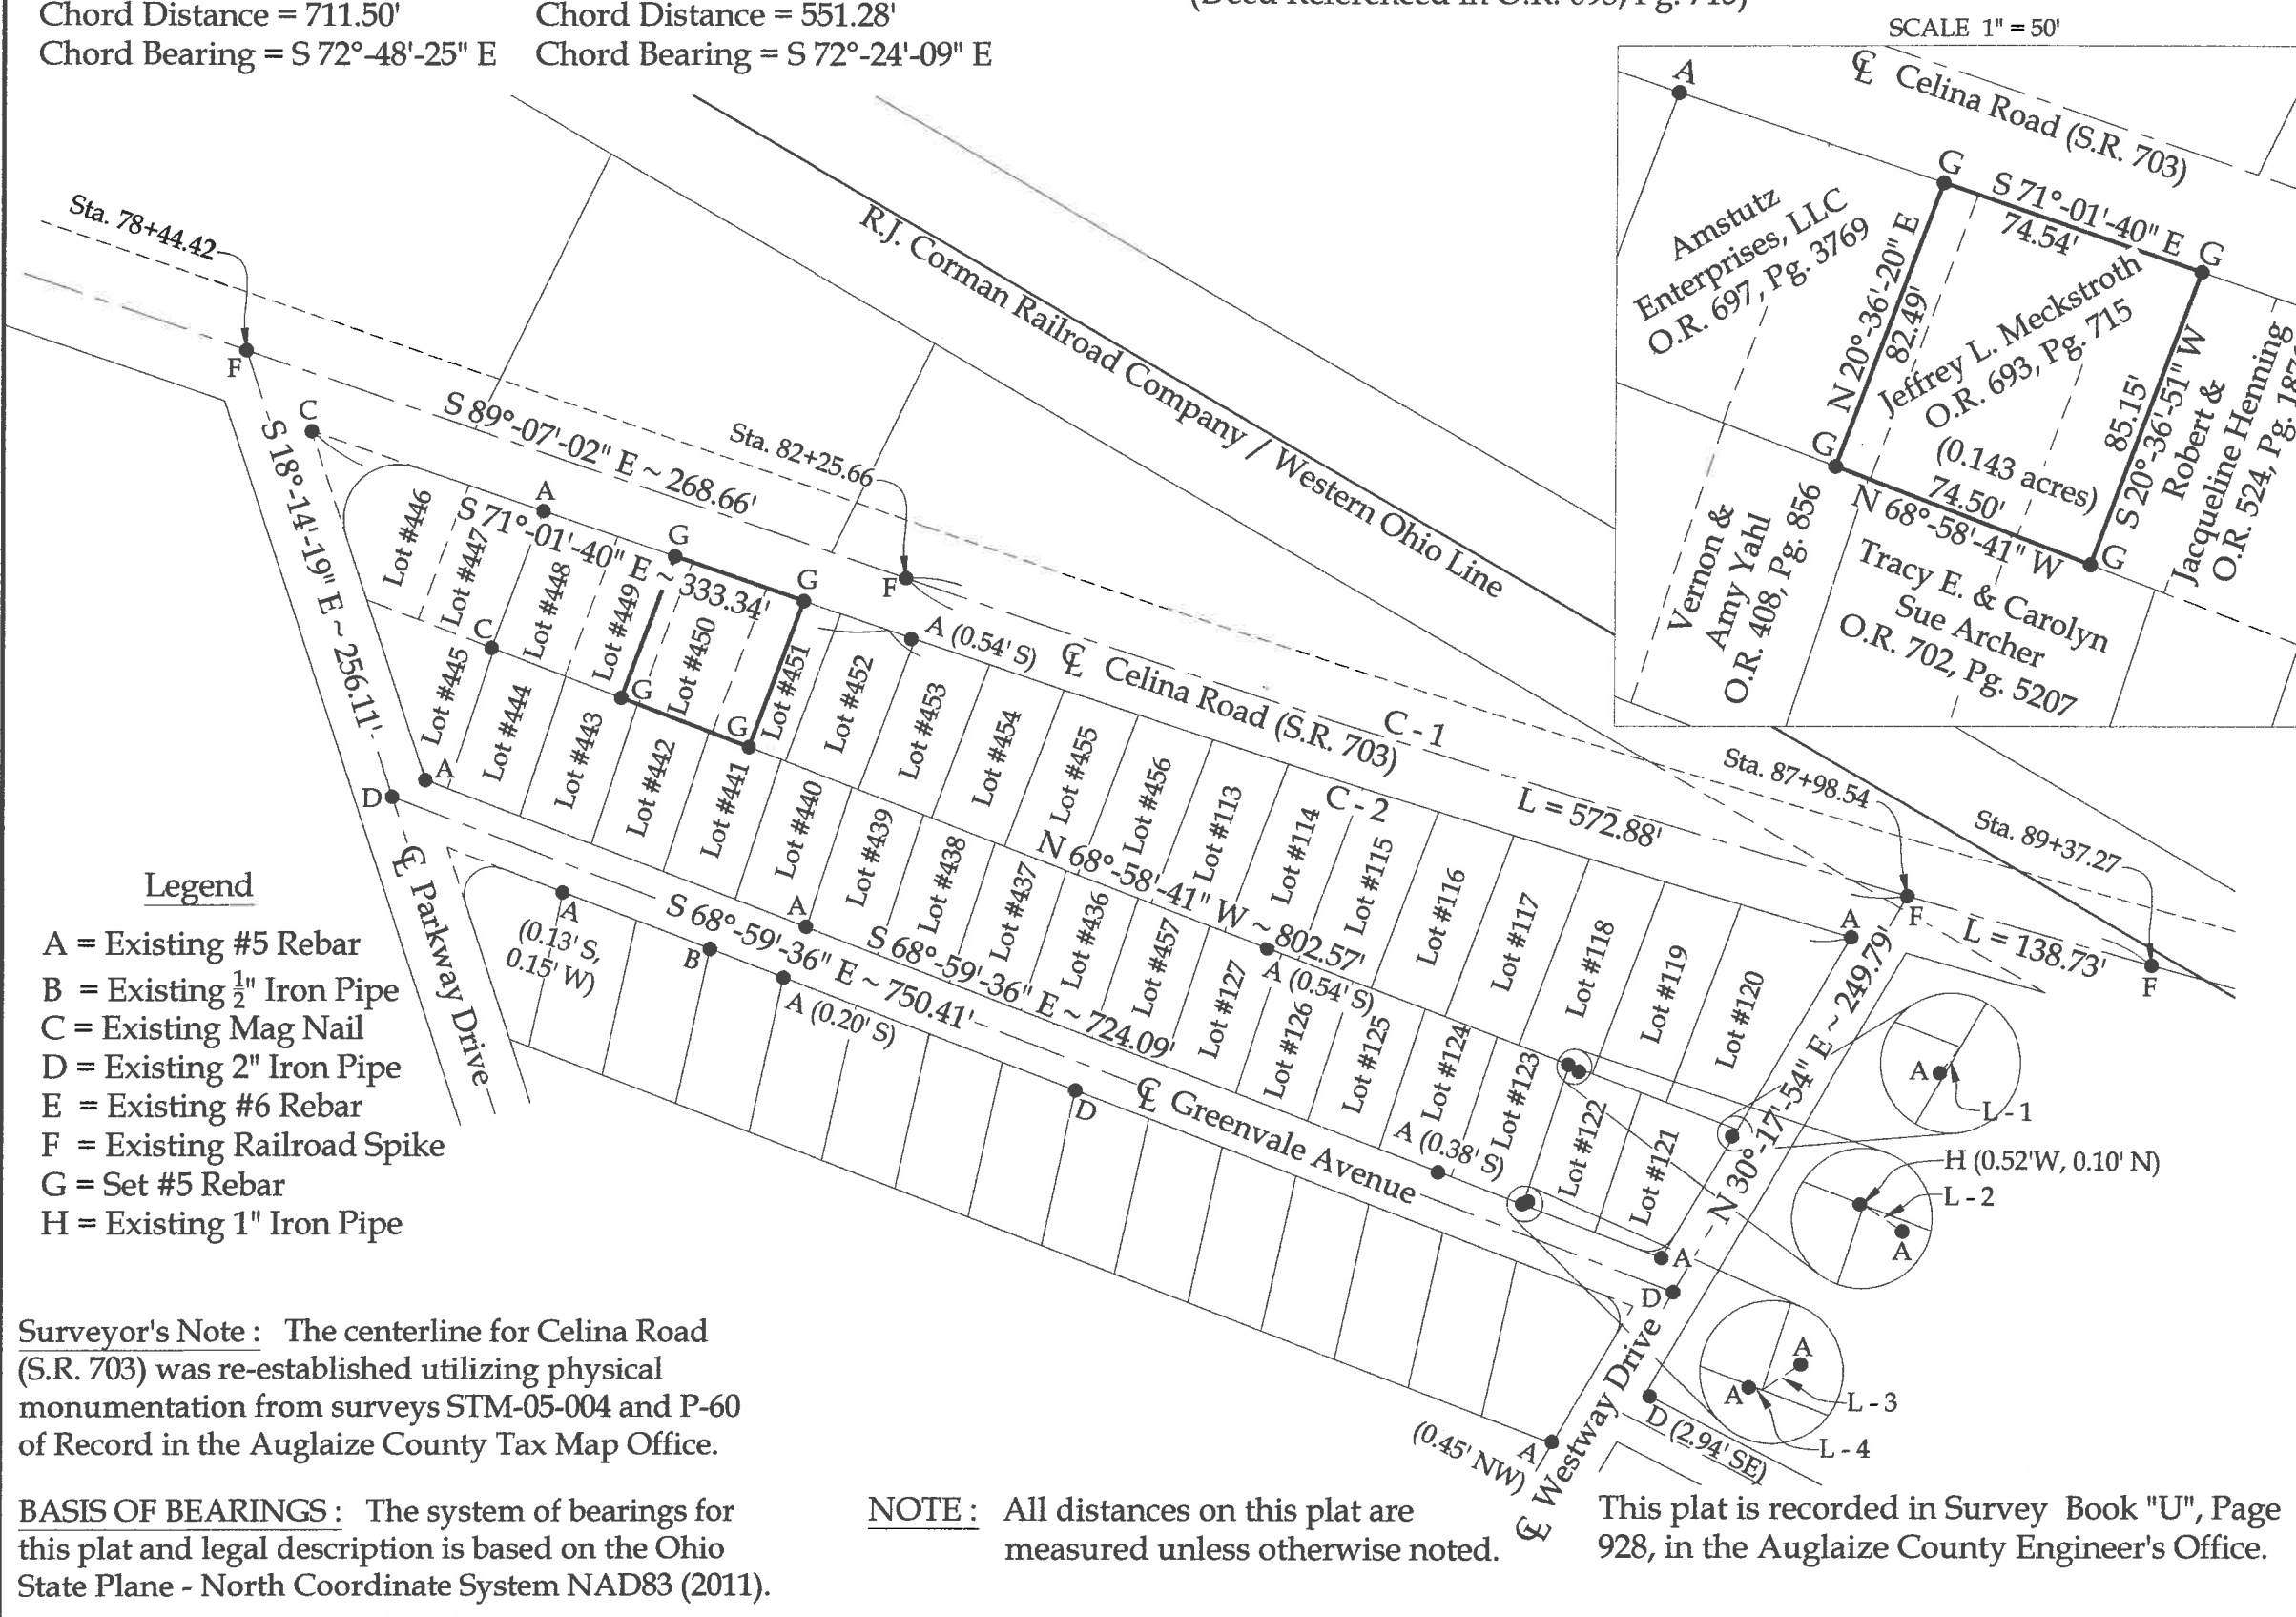 Chord Distance = 711.50'
Chord Bearing = S 72°-48'-25" E
Chord Distance = 551.28'
Chord Bearing = S 72°-24'-09" E
SCALE 1" = 50'
A
℄ Celina Road (S.R. 703)
G
S 71°-01'-40" E
74.54'
G
Amstutz
Enterprises, LLC
O.R. 697, Pg. 3769
N 20°-36'-20" E
82.49'
Jeffrey L. Meckstroth
O.R. 693, Pg. 715
(0.143 acres)
85.15'
S 20°-36'-51" W
Robert &
Jacqueline Henning
O.R. 524, Pg.
G
74.50'
N 68°-58'-41" W
G
Vernon &
Amy Yahl
O.R. 408, Pg. 856
Tracy E. & Carolyn
Sue Archer
O.R. 702, Pg. 5207
R.J. Corman Railroad Company / Western Ohio Line
Sta. 78+44.42
F
S 89°-07'-02" E ~ 268.66'
Sta. 82+25.66
F
C
S 18°-14'-19" E ~ 256.11'
A
S 71°-01'-40" E ~ 333.34'
G
G
Lot #446
Lot #447
Lot #448
Lot #449
Lot #450
Lot #451
Lot #452
Lot #453
Lot #454
Lot #455
Lot #456
Lot #113
Lot #114
Lot #115
Lot #116
Lot #117
Lot #118
Lot #119
Lot #120
A (0.54' S)
℄ Celina Road (S.R. 703)
C - 1
C - 2
L = 572.88'
Sta. 87+98.54
Sta. 89+37.27
A
F
L = 138.73'
F
C
G
G
N 68°-58'-41" W ~ 802.57'
A (0.54' S)
Lot #445
Lot #444
Lot #443
Lot #442
Lot #441
Lot #440
Lot #439
Lot #438
Lot #437
Lot #436
Lot #457
Lot #127
Lot #126
Lot #125
Lot #124
Lot #123
Lot #122
Lot #121
D
A
℄ Parkway Drive
A
(0.13' S,
0.15' W)
B
A (0.20' S)
A
S 68°-59'-36" E ~ 750.41'
S 68°-59'-36" E ~ 724.09'
D
℄ Greenvale Avenue
A (0.38' S)
A
D
N 30°-17'-54" E ~ 249.79'
A
L - 1
H (0.52'W, 0.10' N)
L - 2
A
A
A
L - 3
L - 4
D (2.94' SE)
A
(0.45' NW)
℄ Westway Drive
Legend
A = Existing #5 Rebar
B = Existing ½" Iron Pipe
C = Existing Mag Nail
D = Existing 2" Iron Pipe
E = Existing #6 Rebar
F = Existing Railroad Spike
G = Set #5 Rebar
H = Existing 1" Iron Pipe
Surveyor's Note : The centerline for Celina Road
(S.R. 703) was re-established utilizing physical
monumentation from surveys STM-05-004 and P-60
of Record in the Auglaize County Tax Map Office.
BASIS OF BEARINGS : The system of bearings for
this plat and legal description is based on the Ohio
State Plane - North Coordinate System NAD83 (2011).
NOTE : All distances on this plat are
measured unless otherwise noted.
This plat is recorded in Survey Book "U", Page
928, in the Auglaize County Engineer's Office.